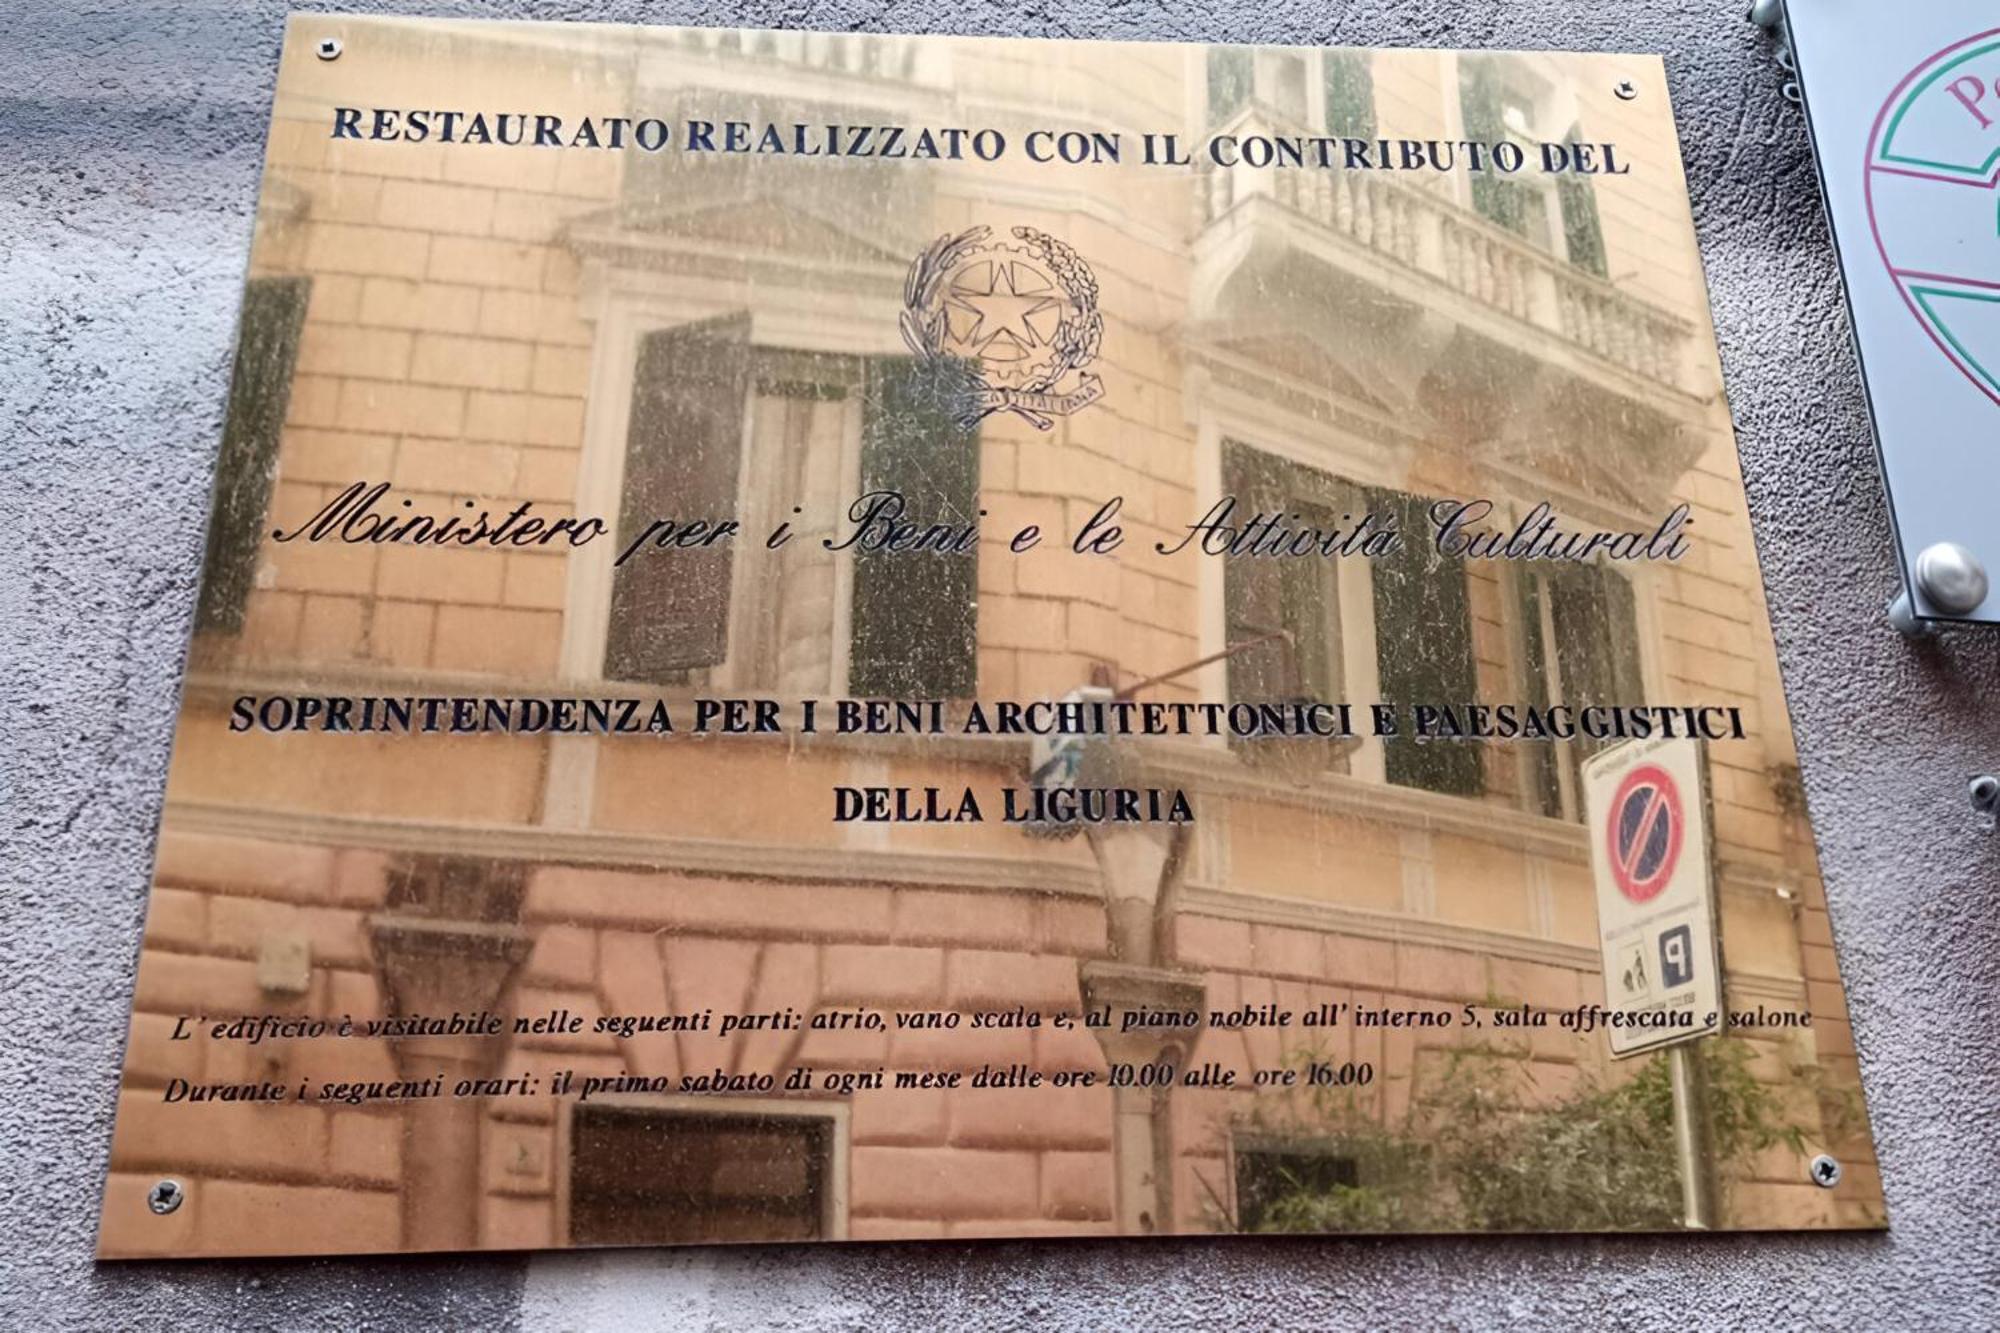 RESTAURATO REALIZZATO CON IL CONTRIBUTO DEL
ITALIANA
Ministero per i Beni e le Attivitá Culturali
SOPRINTENDENZA PER I BENI ARCHITETTONICI E PAESAGGISTICI
DELLA LIGURIA
L' edificio è visitabile nelle seguenti parti: atrio, vano scala e, al piano nobile all' interno 5, sala affrescata e salone
Durante i seguenti orari: il primo sabato di ogni mese dalle ore 10.00 alle ore 16.00
P